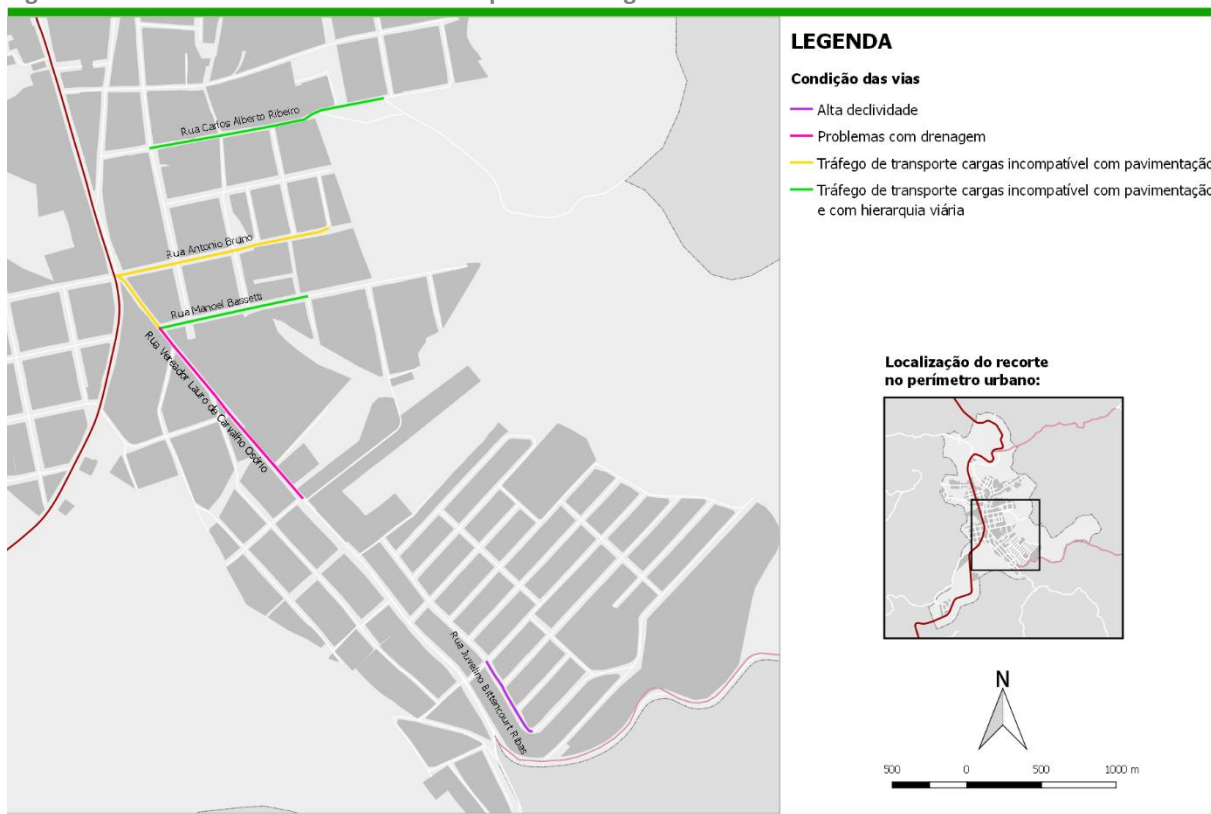 LEGENDA
Condição das vias
Alta declividade
Problemas com drenagem
Tráfego de transporte cargas incompatível com pavimentação
Tráfego de transporte cargas incompatível com pavimentação
e com hierarquia viária
Rua Carlos Alberto Ribeiro
Rua Antonio Bruno
Rua Manoel Bassetti
Rua Vereador Lauro de Carvalho Osório
Rua Juvelino Bittencourt Ribas
Localização do recorte
no perímetro urbano:
N
500 0 500 1000 m